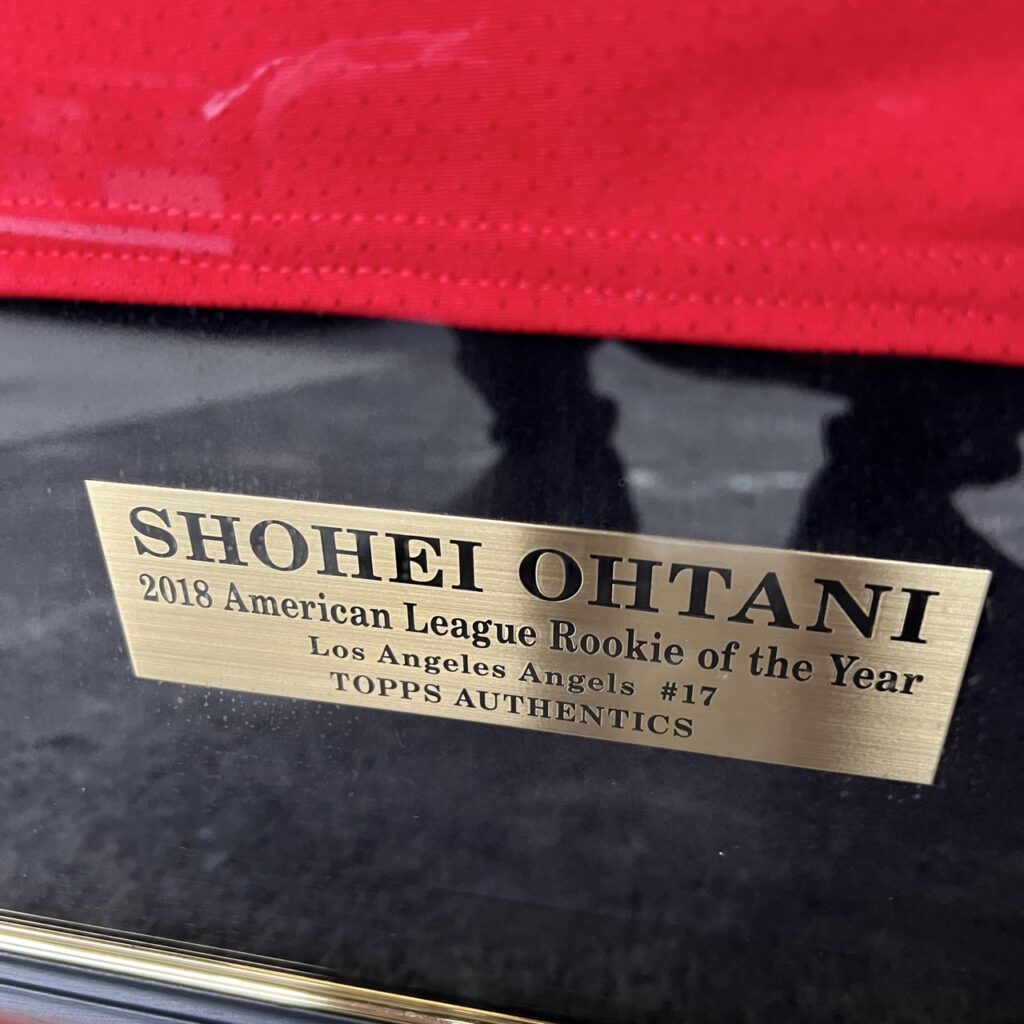 SHOHEI OHTANI
2018 American League Rookie of the Year
Los Angeles Angels #17
TOPPS AUTHENTICS